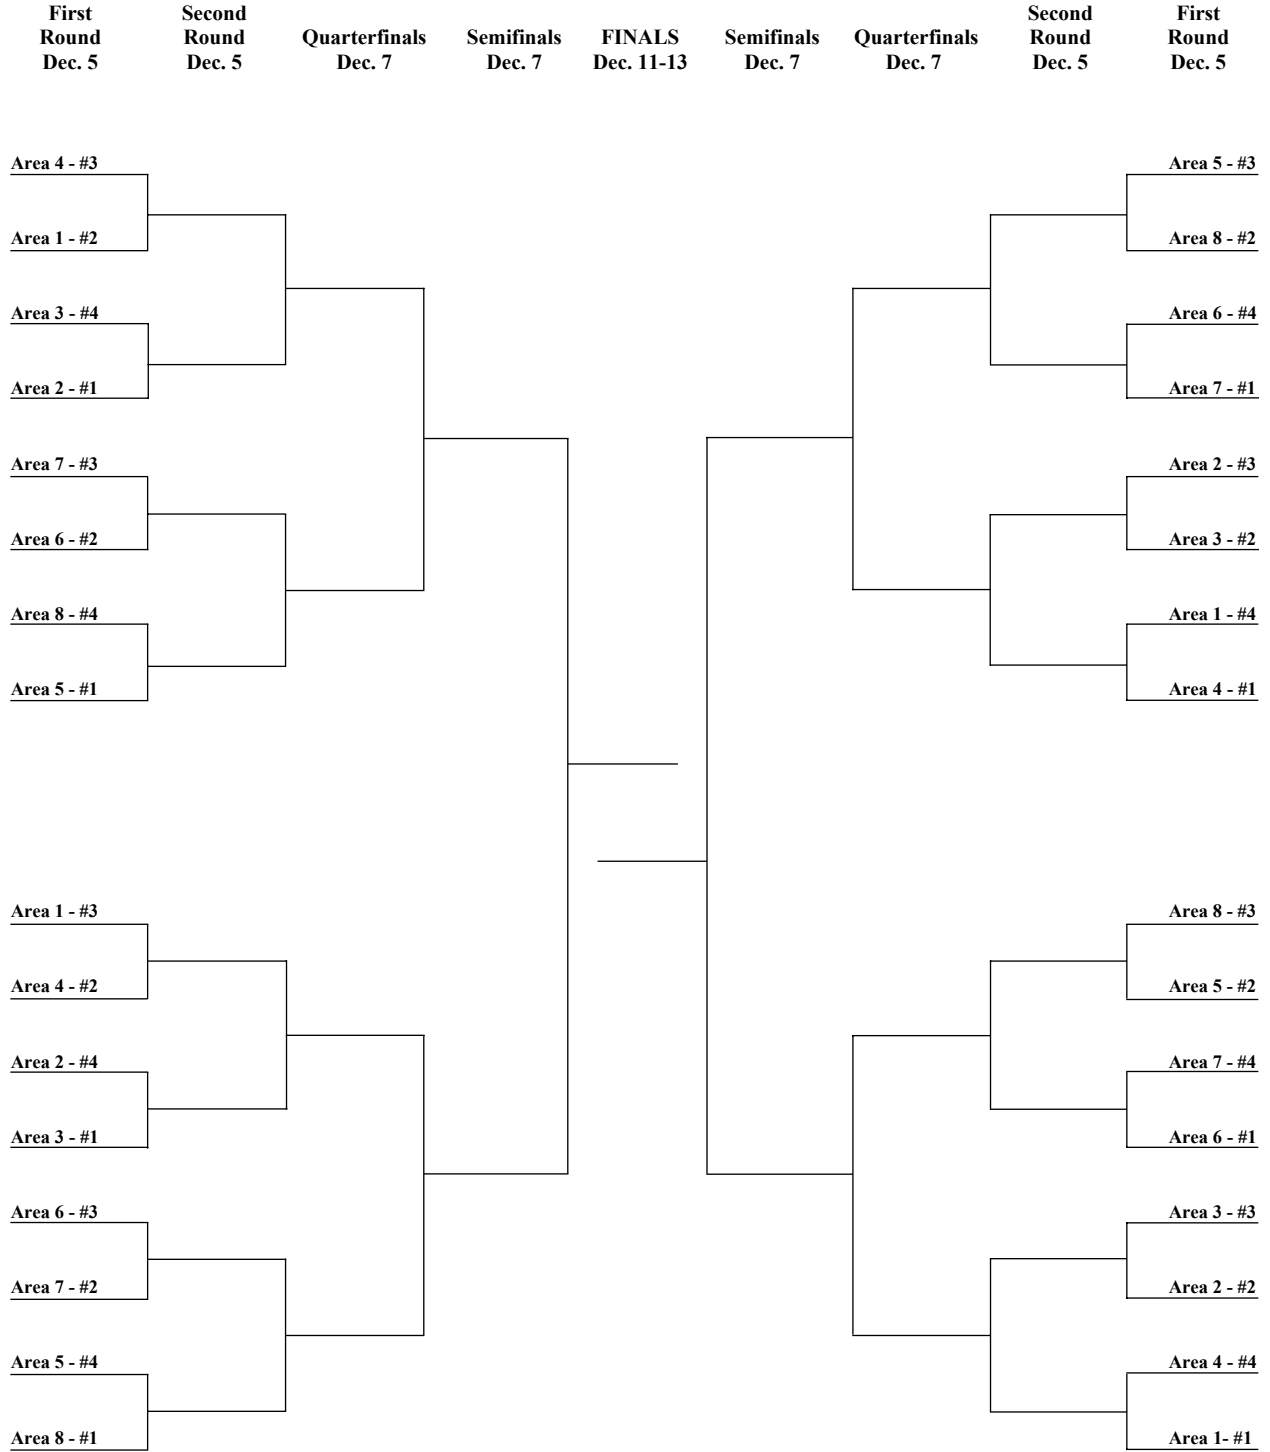 First Second Second First
Round Round Quarterfinals Semifinals FINALS Semifinals Quarterfinals Round Round
Dec. 5 Dec. 5 Dec. 7 Dec. 7 Dec. 11-13 Dec. 7 Dec. 7 Dec. 5 Dec. 5
Area 4 - #3 Area 5 - #3
Area 1 - #2 Area 8 - #2
Area 3 - #4 Area 6 - #4
Area 2 - #1 Area 7 - #1
Area 7 - #3 Area 2 - #3
Area 6 - #2 Area 3 - #2
Area 8 - #4 Area 1 - #4
Area 5 - #1 Area 4 - #1
Area 1 - #3 Area 8 - #3
Area 4 - #2 Area 5 - #2
Area 2 - #4 Area 7 - #4
Area 3 - #1 Area 6 - #1
Area 6 - #3 Area 3 - #3
Area 7 - #2 Area 2 - #2
Area 5 - #4 Area 4 - #4
Area 8 - #1 Area 1- #1